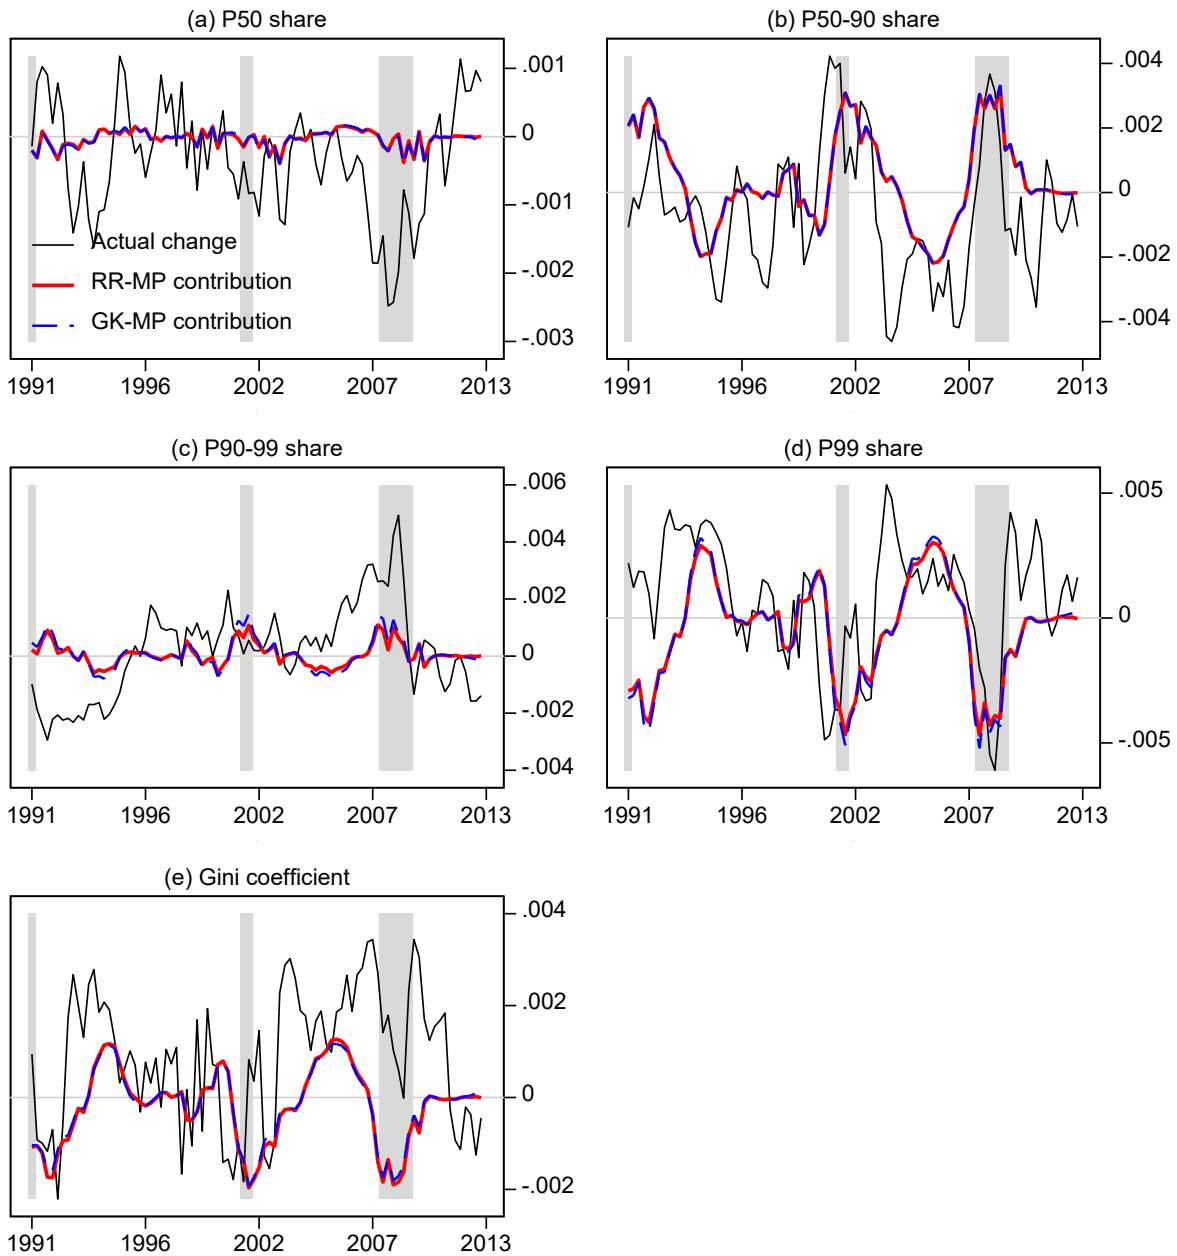 (a) P50 share
.001
0
-.001
-.002
-.003
Actual change
RR-MP contribution
GK-MP contribution
1991 1996 2002 2007 2013
(b) P50-90 share
.004
.002
0
-.002
-.004
1991 1996 2002 2007 2013
(c) P90-99 share
.006
.004
.002
0
-.002
-.004
1991 1996 2002 2007 2013
(d) P99 share
.005
0
-.005
1991 1996 2002 2007 2013
(e) Gini coefficient
.004
.002
0
-.002
1991 1996 2002 2007 2013